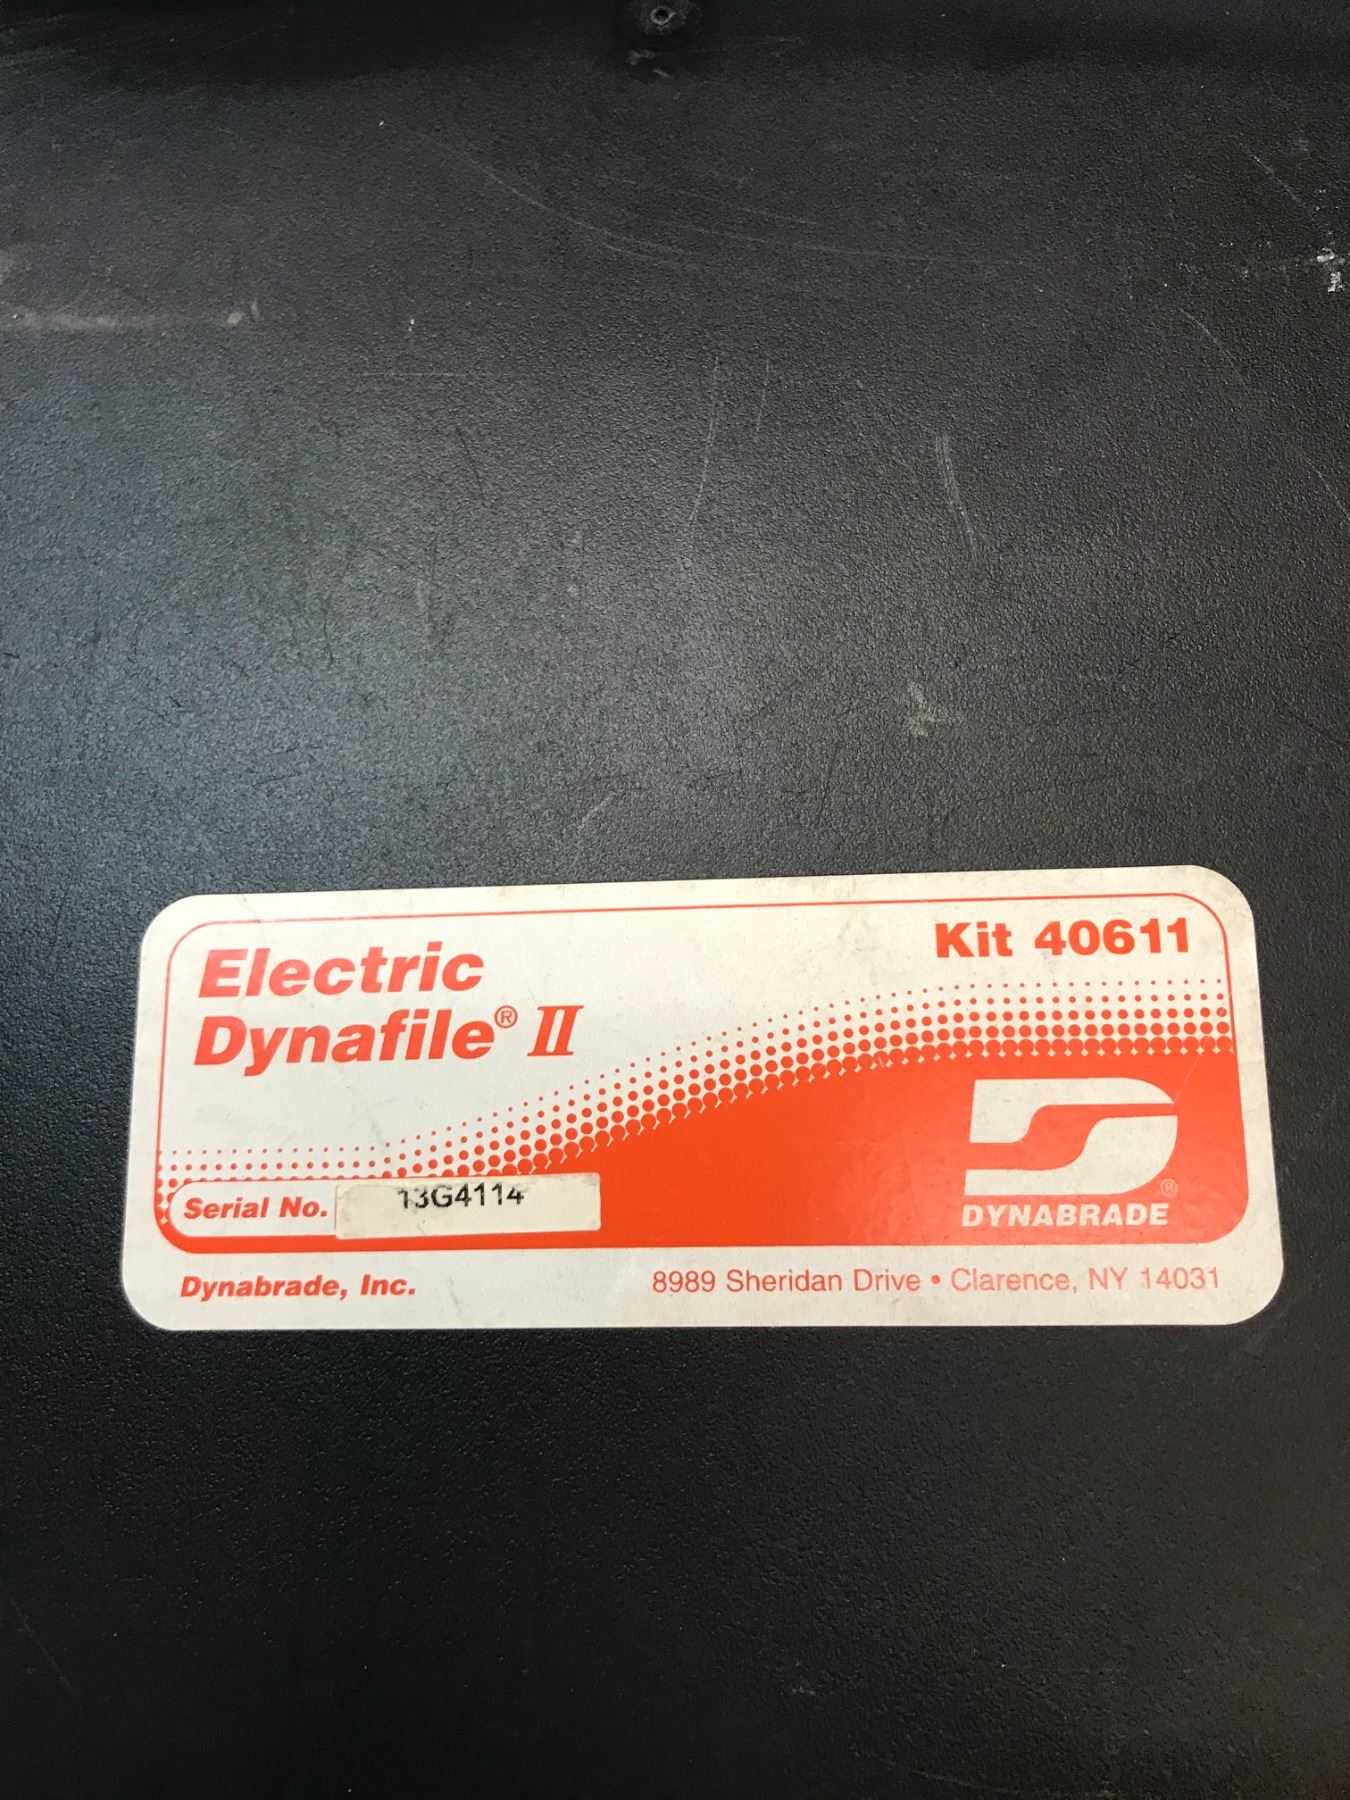 Electric
Dynafile® II
Kit 40611
Serial No. 13G4114
DYNABRADE®
Dynabrade, Inc.
8989 Sheridan Drive • Clarence, NY 14031